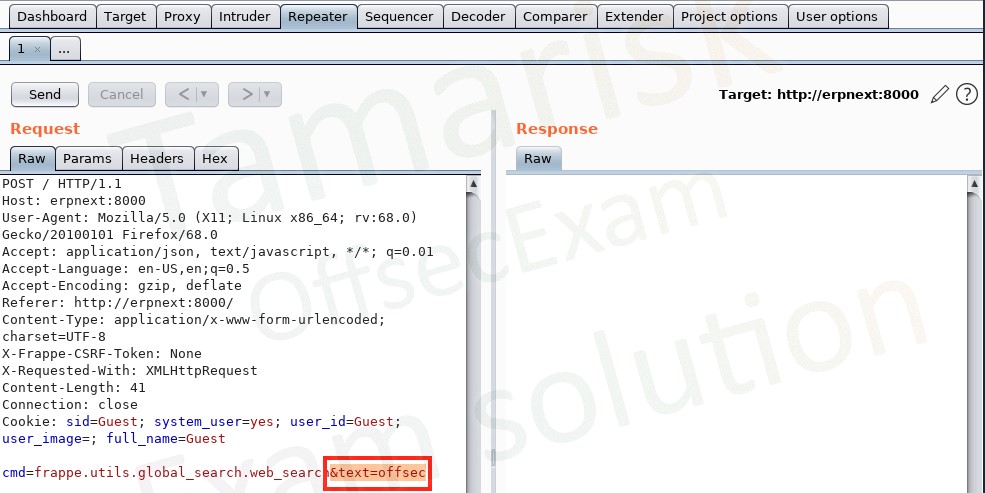 Dashboard Target Proxy Intruder Repeater Sequencer Decoder Comparer Extender Project options User options
1 × ...
Send Cancel < ▼ > ▼ Target: http://erpnext:8000 ?
Request
Raw Params Headers Hex
POST / HTTP/1.1
Host: erpnext:8000
User-Agent: Mozilla/5.0 (X11; Linux x86_64; rv:68.0)
Gecko/20100101 Firefox/68.0
Accept: application/json, text/javascript, */*; q=0.01
Accept-Language: en-US,en;q=0.5
Accept-Encoding: gzip, deflate
Referer: http://erpnext:8000/
Content-Type: application/x-www-form-urlencoded;
charset=UTF-8
X-Frappe-CSRF-Token: None
X-Requested-With: XMLHttpRequest
Content-Length: 41
Connection: close
Cookie: sid=Guest; system_user=yes; user_id=Guest;
user_image=; full_name=Guest
cmd=frappe.utils.global_search.web_search&text=offsec
Response
Raw
Tamarisk
OffsecExam
Exam solution